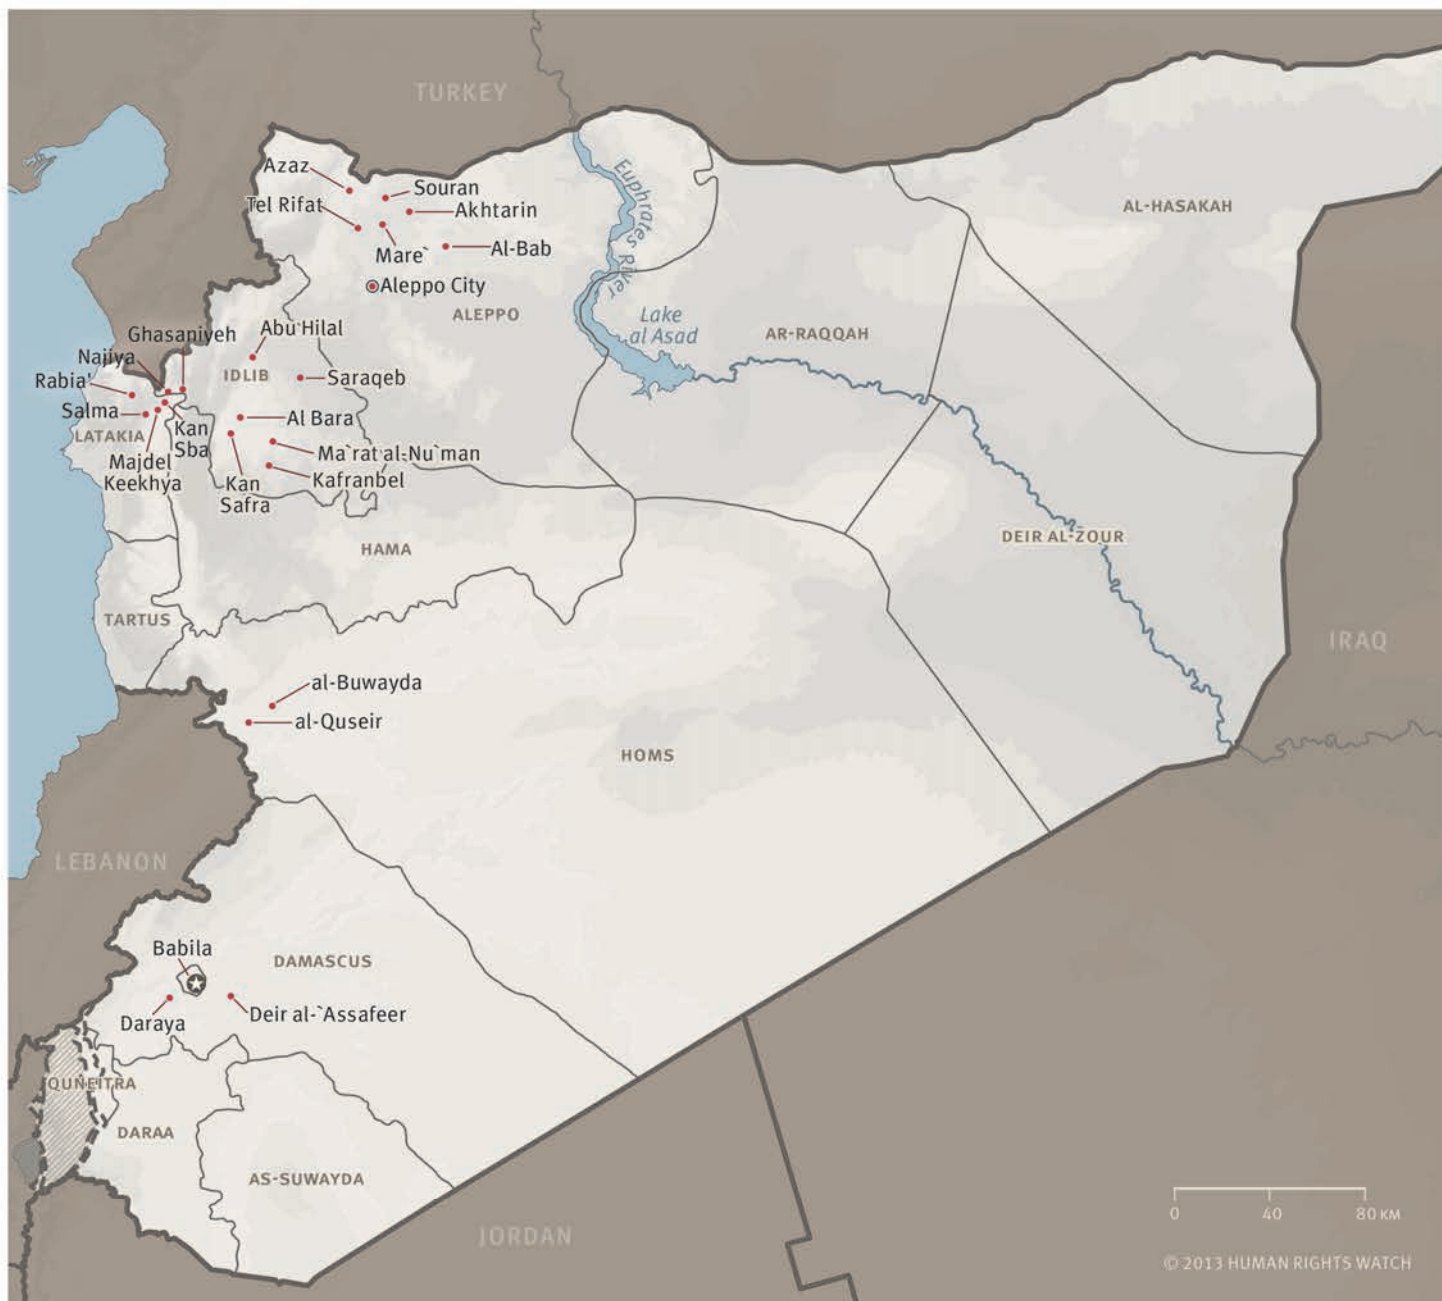 TURKEY
Azaz
Souran
Tel Rifat
Akhtarin
Mare`
Al-Bab
Euphrates River
AL-HASAKAH
Aleppo City
ALEPPO
Lake
al Asad
AR-RAQQAH
Ghasaniyeh
Abu Hilal
Najiya
IDLIB
Saraqeb
Rabia'
Salma
LATAKIA
Kan
Sba
Al Bara
Majdel
Keekhya
Ma`rat al-Nu`man
Kan
Safra
Kafranbel
HAMA
DEIR AL-ZOUR
TARTUS
IRAQ
al-Buwayda
al-Quseir
HOMS
LEBANON
Babila
DAMASCUS
Daraya
Deir al-`Assafeer
QUNEITRA
DARAA
AS-SUWAYDA
JORDAN
0 40 80 KM
© 2013 HUMAN RIGHTS WATCH